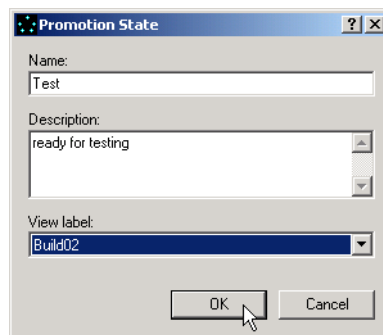 Promotion State
Name:
Test
Description:
ready for testing
View label:
Build02
OK
Cancel